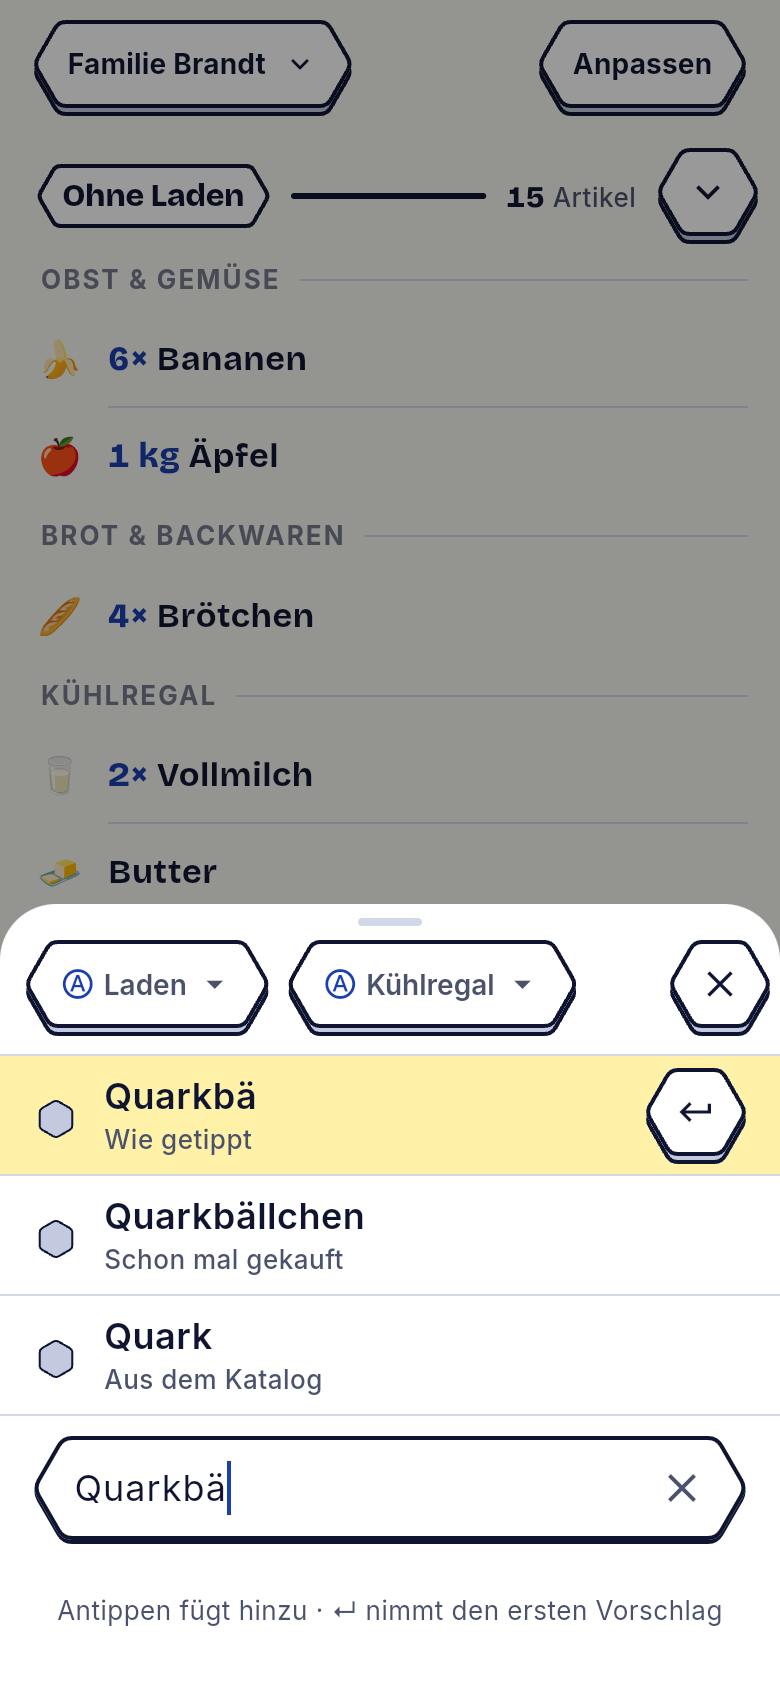 Familie Brandt
Anpassen
Ohne Laden
15 Artikel
OBST & GEMÜSE
6× Bananen
1 kg Äpfel
BROT & BACKWAREN
4× Brötchen
KÜHLREGAL
2× Vollmilch
Butter
A Laden
A Kühlregal
Quarkbä
Wie getippt
Quarkbällchen
Schon mal gekauft
Quark
Aus dem Katalog
Quarkbä
Antippen fügt hinzu · ↵ nimmt den ersten Vorschlag